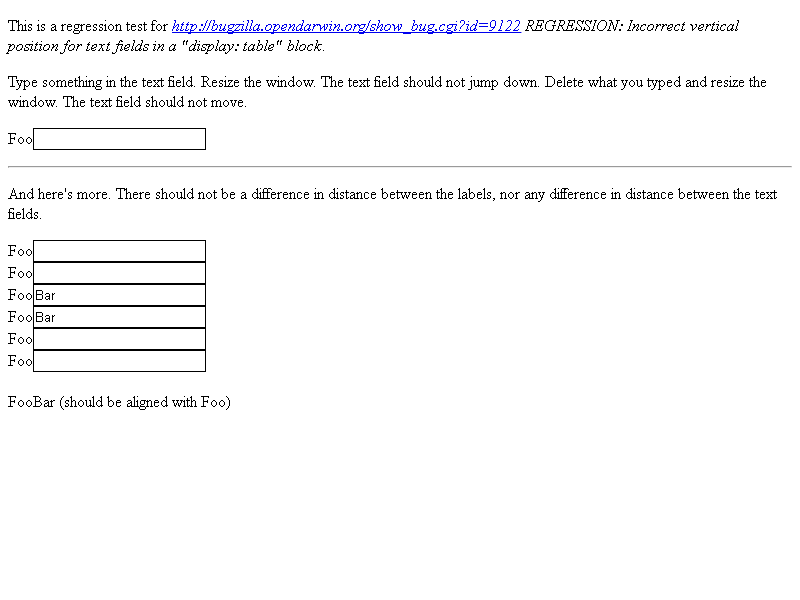 This is a regression test for http://bugzilla.opendarwin.org/show_bug.cgi?id=9122 REGRESSION: Incorrect vertical
position for text fields in a "display: table" block.
Type something in the text field. Resize the window. The text field should not jump down. Delete what you typed and resize the
window. The text field should not move.
Foo
And here's more. There should not be a difference in distance between the labels, nor any difference in distance between the text
fields.
Foo
Foo
Foo Bar
Foo Bar
Foo
Foo
FooBar (should be aligned with Foo)